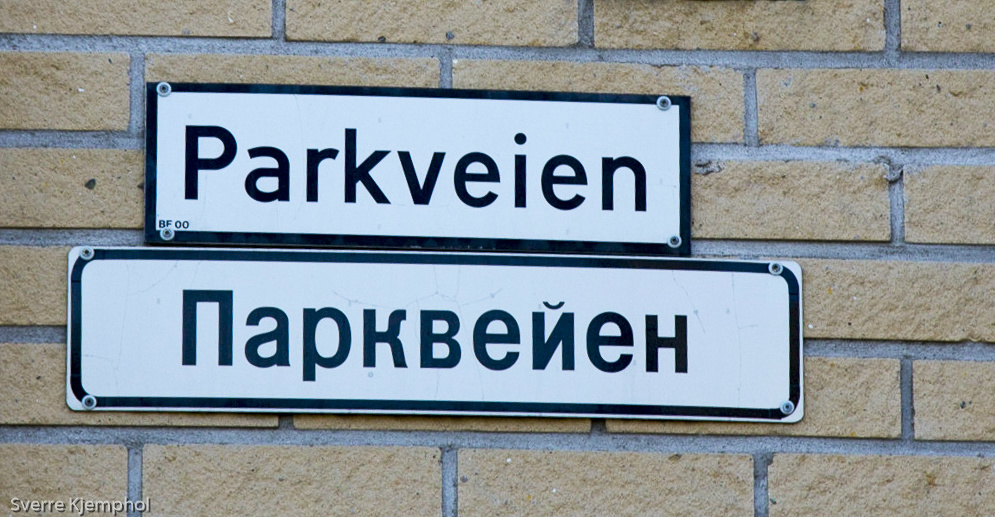 Parkveien
BF 00
Парквейен
Sverre Kjemphol